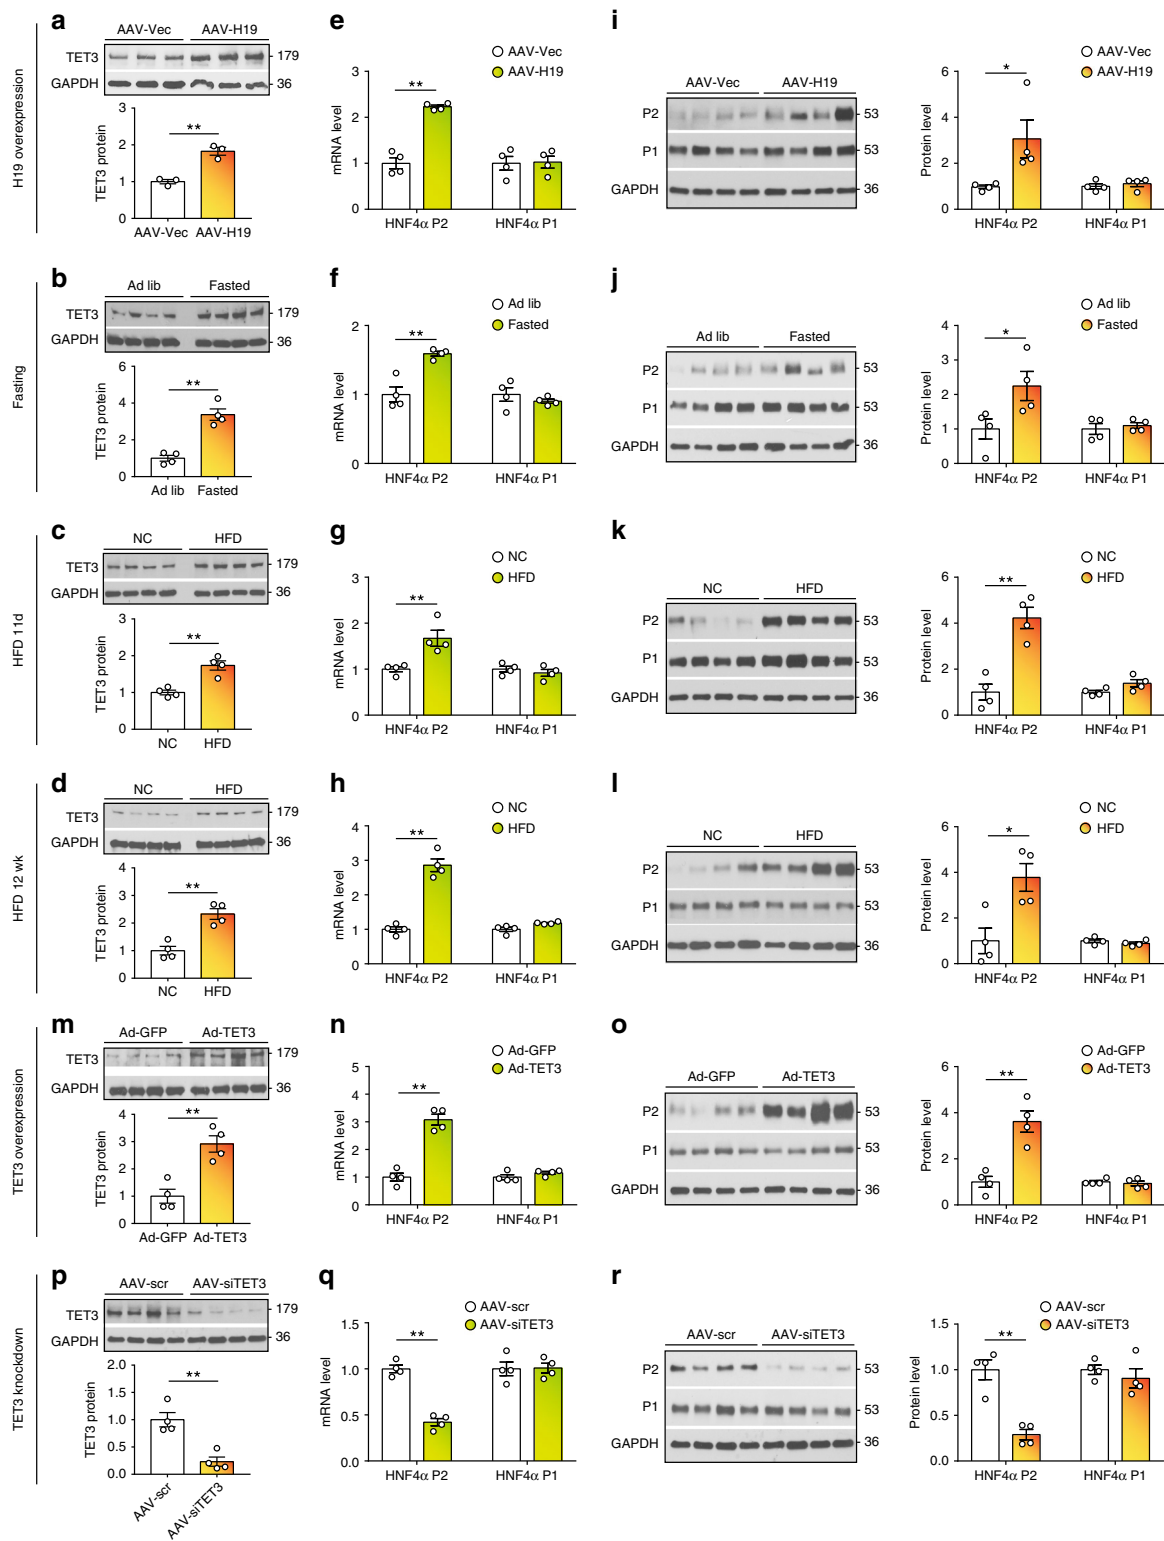 H19 overexpression
a
AAV-Vec AAV-H19
TET3 179
GAPDH 36
TET3 protein
3
2
1
0
**
AAV-Vec AAV-H19
e
AAV-Vec
AAV-H19
mRNA level
3
2
1
0
**
HNF4α P2 HNF4α P1
i
AAV-Vec AAV-H19
P2 53
P1 53
GAPDH 36
AAV-Vec
AAV-H19
Protein level
6
4
2
0
*
HNF4α P2 HNF4α P1
Fasting
b
Ad lib Fasted
TET3 179
GAPDH 36
TET3 protein
6
4
2
0
**
Ad lib Fasted
f
Ad lib
Fasted
mRNA level
2
1
0
**
HNF4α P2 HNF4α P1
j
Ad lib Fasted
P2 53
P1 53
GAPDH 36
Ad lib
Fasted
Protein level
4
3
2
1
0
*
HNF4α P2 HNF4α P1
HFD 11d
c
NC HFD
TET3 179
GAPDH 36
TET3 protein
3
2
1
0
**
NC HFD
g
NC
HFD
mRNA level
3
2
1
0
**
HNF4α P2 HNF4α P1
k
NC HFD
P2 53
P1 53
GAPDH 36
NC
HFD
Protein level
6
4
2
0
**
HNF4α P2 HNF4α P1
HFD 12 wk
d
NC HFD
TET3 179
GAPDH 36
TET3 protein
4
3
2
1
0
**
NC HFD
h
NC
HFD
mRNA level
4
3
2
1
0
**
HNF4α P2 HNF4α P1
l
NC HFD
P2 53
P1 53
GAPDH 36
NC
HFD
Protein level
6
4
2
0
*
HNF4α P2 HNF4α P1
TET3 overexpression
m
Ad-GFP Ad-TET3
TET3 179
GAPDH 36
TET3 protein
4
3
2
1
0
**
Ad-GFP Ad-TET3
n
Ad-GFP
Ad-TET3
mRNA level
5
4
3
2
1
0
**
HNF4α P2 HNF4α P1
o
Ad-GFP Ad-TET3
P2 53
P1 53
GAPDH 36
Ad-GFP
Ad-TET3
Protein level
6
4
2
0
**
HNF4α P2 HNF4α P1
TET3 knockdown
p
AAV-scr AAV-siTET3
TET3 179
GAPDH 36
TET3 protein
2.0
1.5
1.0
0.5
0.0
**
AAV-scr
AAV-siTET3
q
AAV-scr
AAV-siTET3
mRNA level
1.5
1.0
0.5
0.0
**
HNF4α P2 HNF4α P1
r
AAV-scr AAV-siTET3
P2 53
P1 53
GAPDH 36
AAV-scr
AAV-siTET3
Protein level
1.5
1.0
0.5
0.0
**
HNF4α P2 HNF4α P1